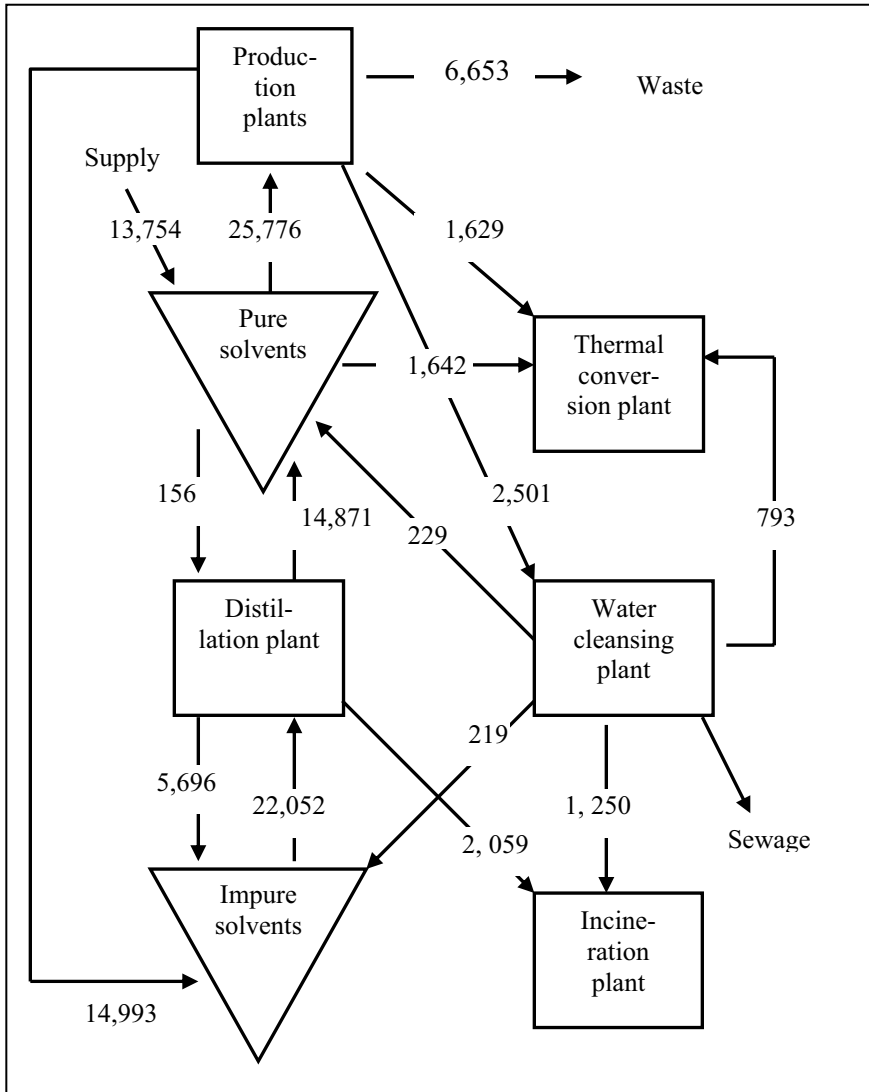 Produc-
tion
plants
6,653
Waste
Supply
13,754
25,776
1,629
Pure
solvents
1,642
Thermal
conver-
sion plant
156
14,871
229
2,501
793
Distil-
lation plant
Water
cleansing
plant
5,696
22,052
219
2, 059
1, 250
Sewage
Impure
solvents
Incine-
ration
plant
14,993